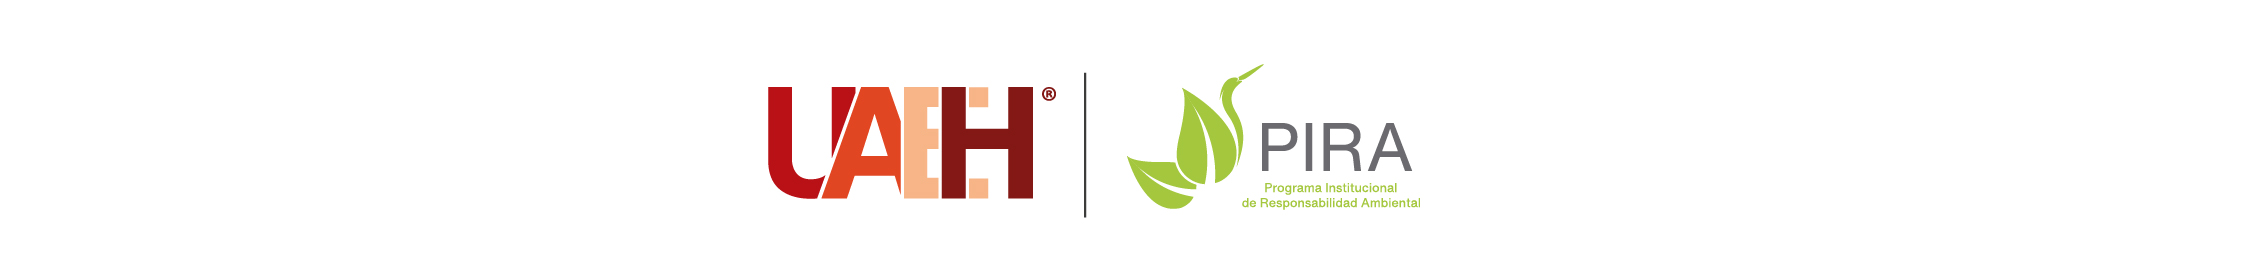 UAEH®
PIRA
Programa Institucional
de Responsabilidad Ambiental